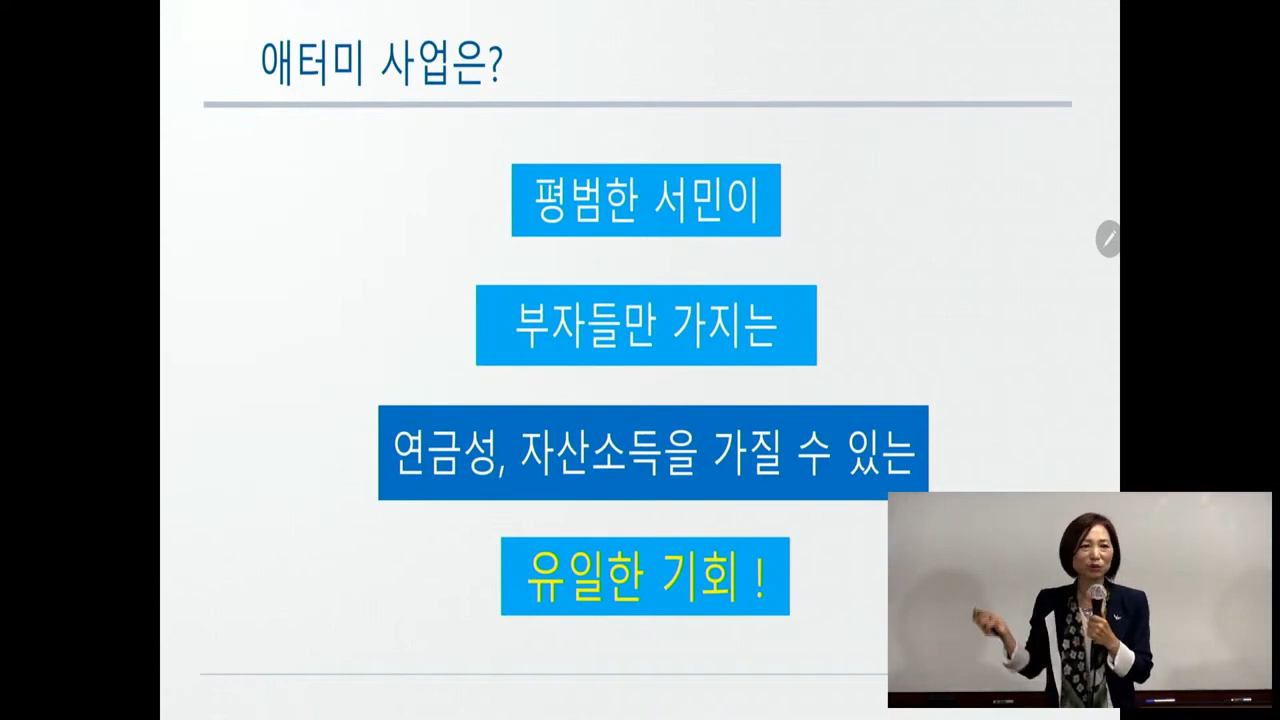 애터미 사업은?
평범한 서민이
부자들만 가지는
연금성, 자산소득을 가질 수 있는
유일한 기회 !